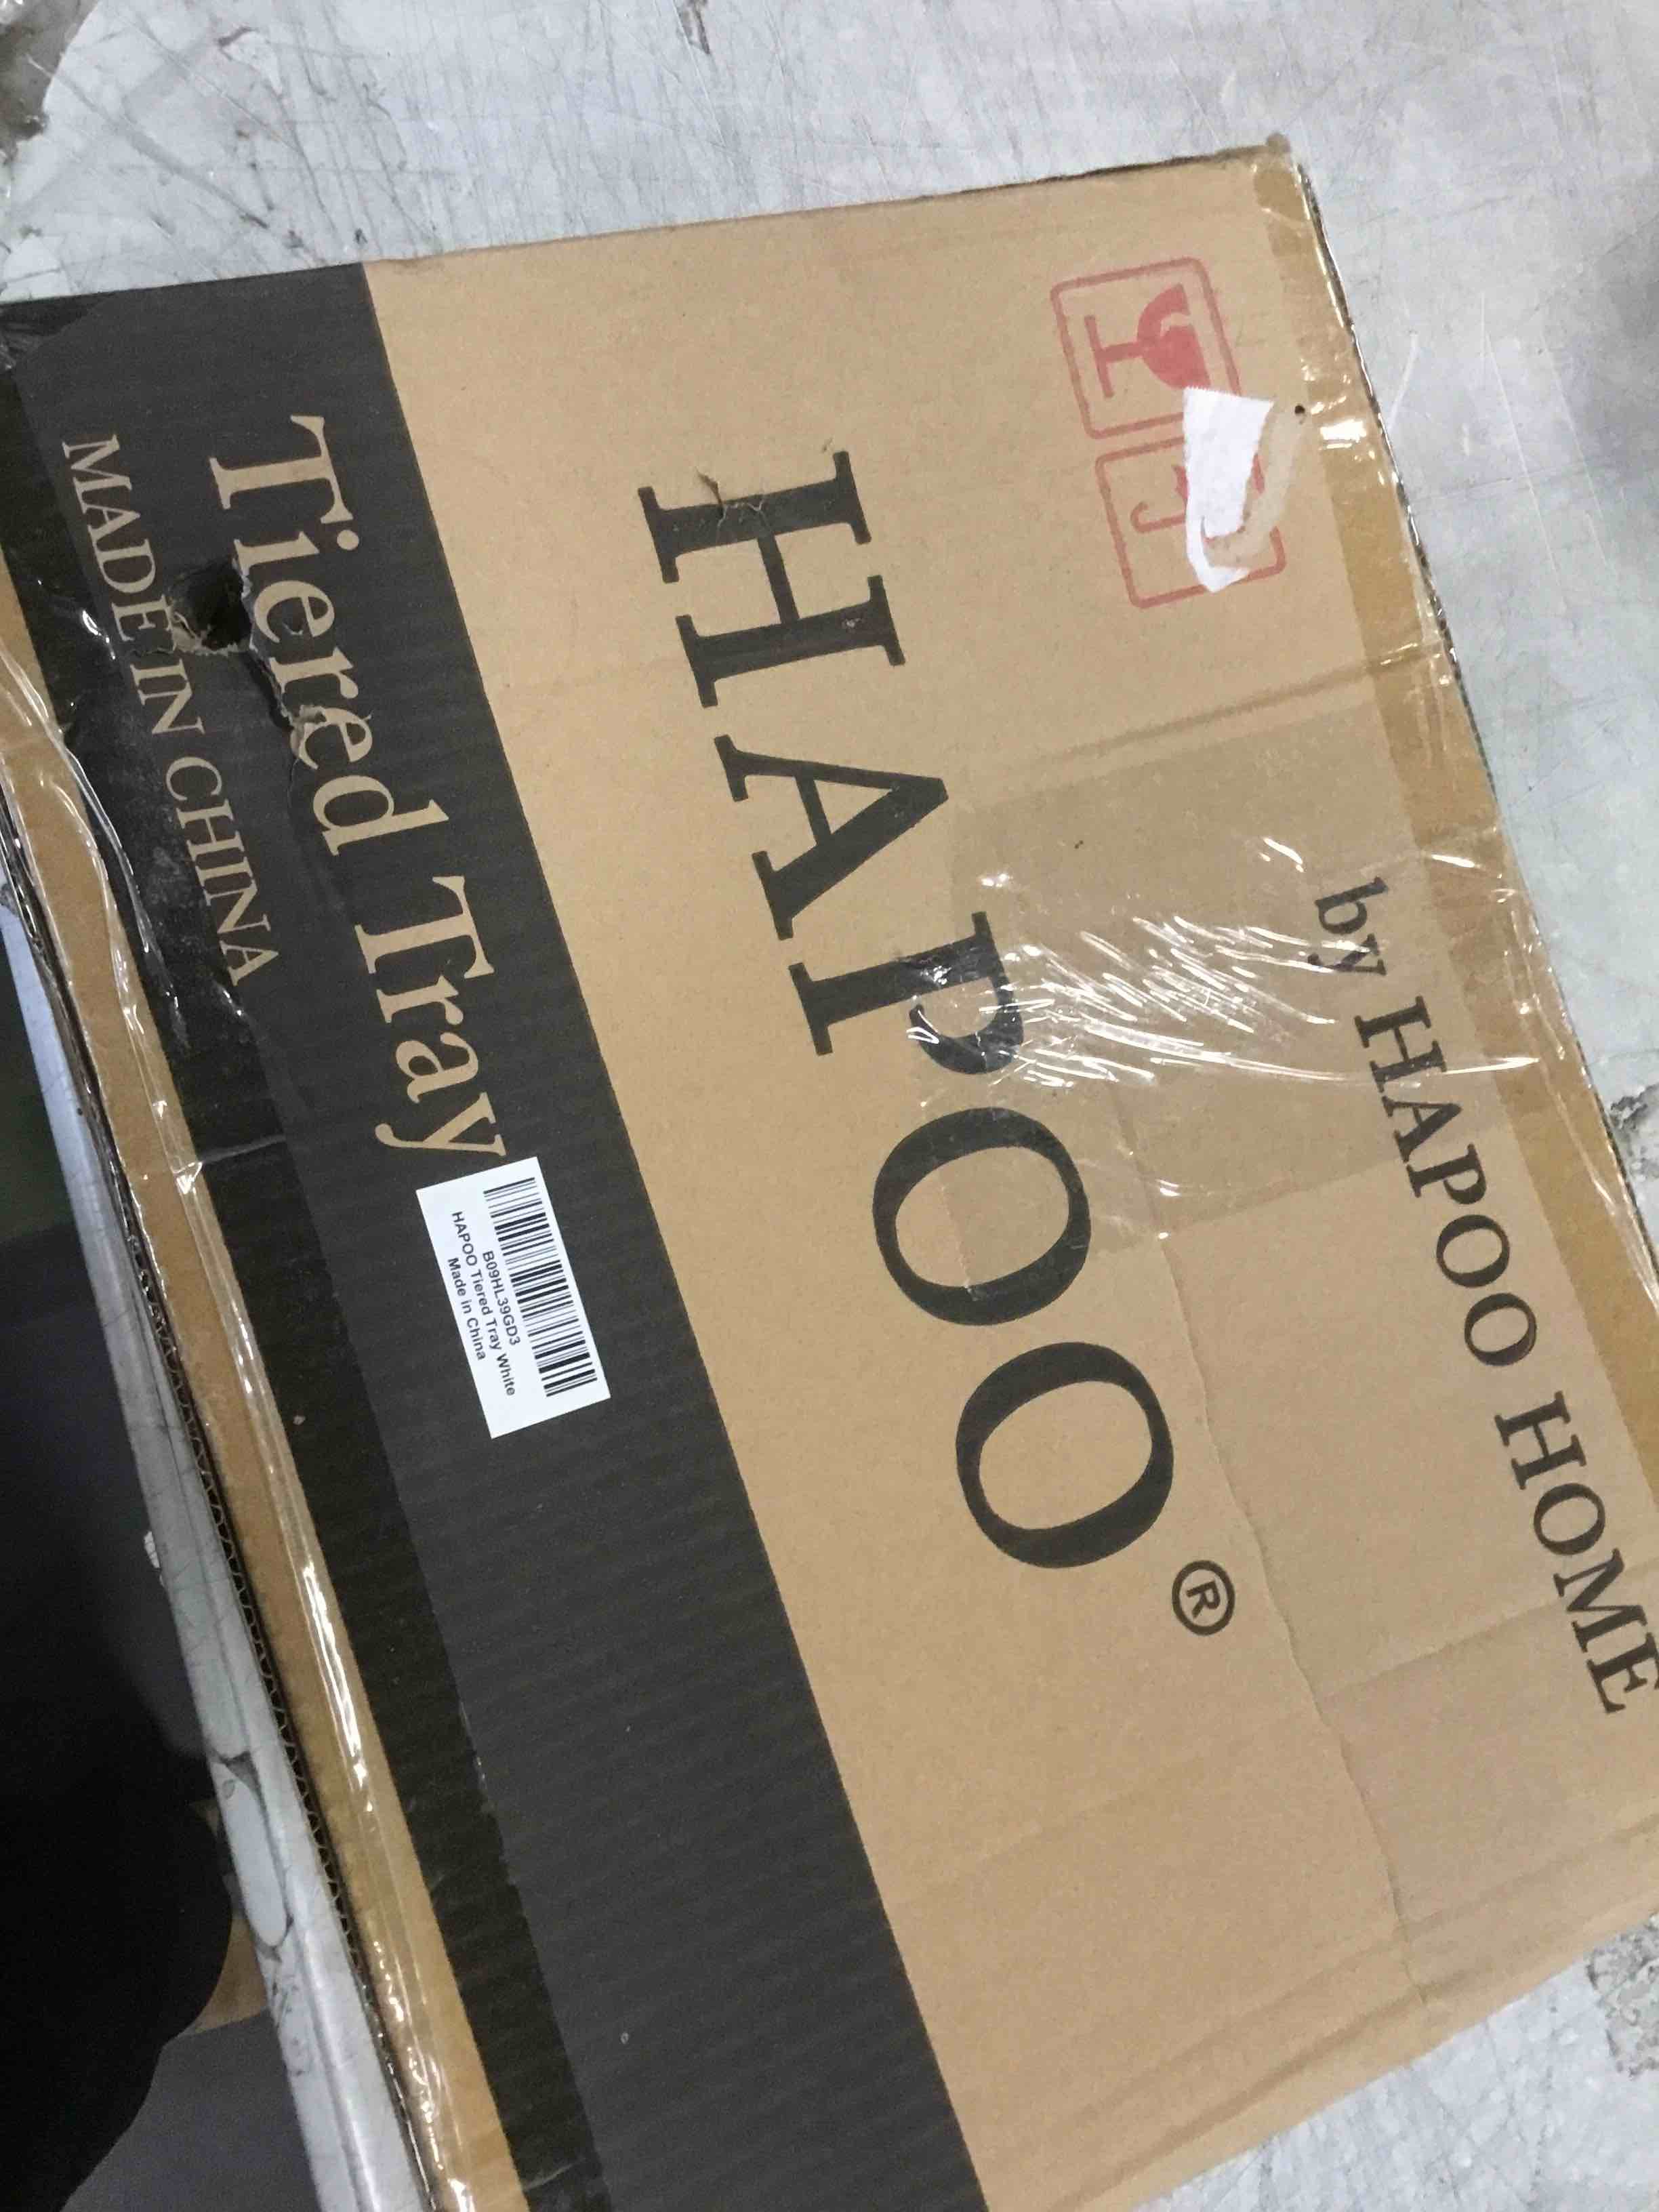 by HAPOO HOME
HAPOO®
Tiered Tray
MADE IN CHINA
B09HL39GD3
HAPOO Tiered Tray White
Made in China